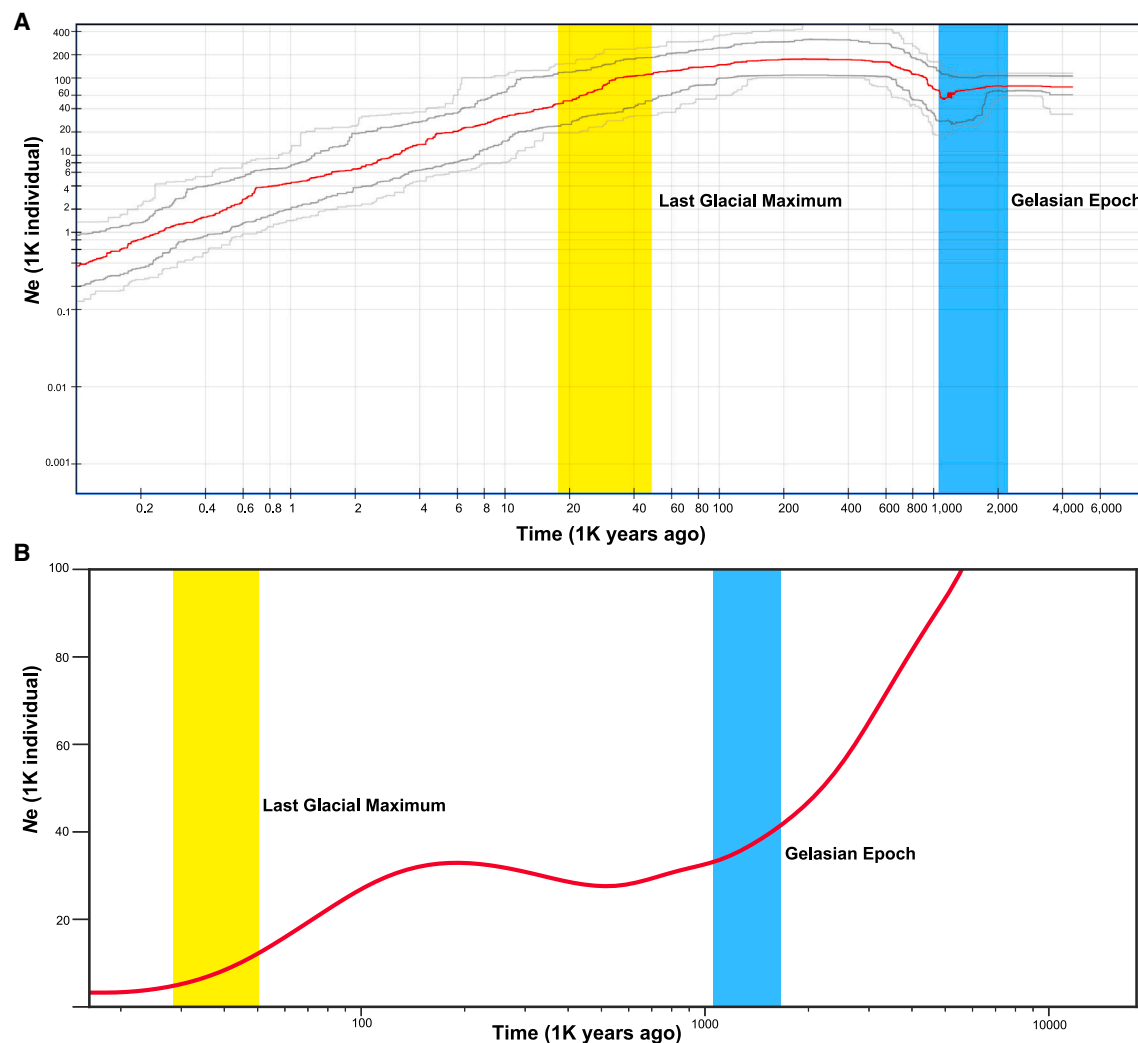 A
400
200
100
60
40
20
10
8
6
4
2
1
0.1
0.01
0.001
Ne (1K individual)
Last Glacial Maximum
Gelasian Epoch
0.2 0.4 0.6 0.8 1 2 4 6 8 10 20 40 60 80 100 200 400 600 800 1,000 2,000 4,000 6,000
Time (1K years ago)
B
100
80
60
40
20
Ne (1K individual)
Last Glacial Maximum
Gelasian Epoch
100 1000 10000
Time (1K years ago)